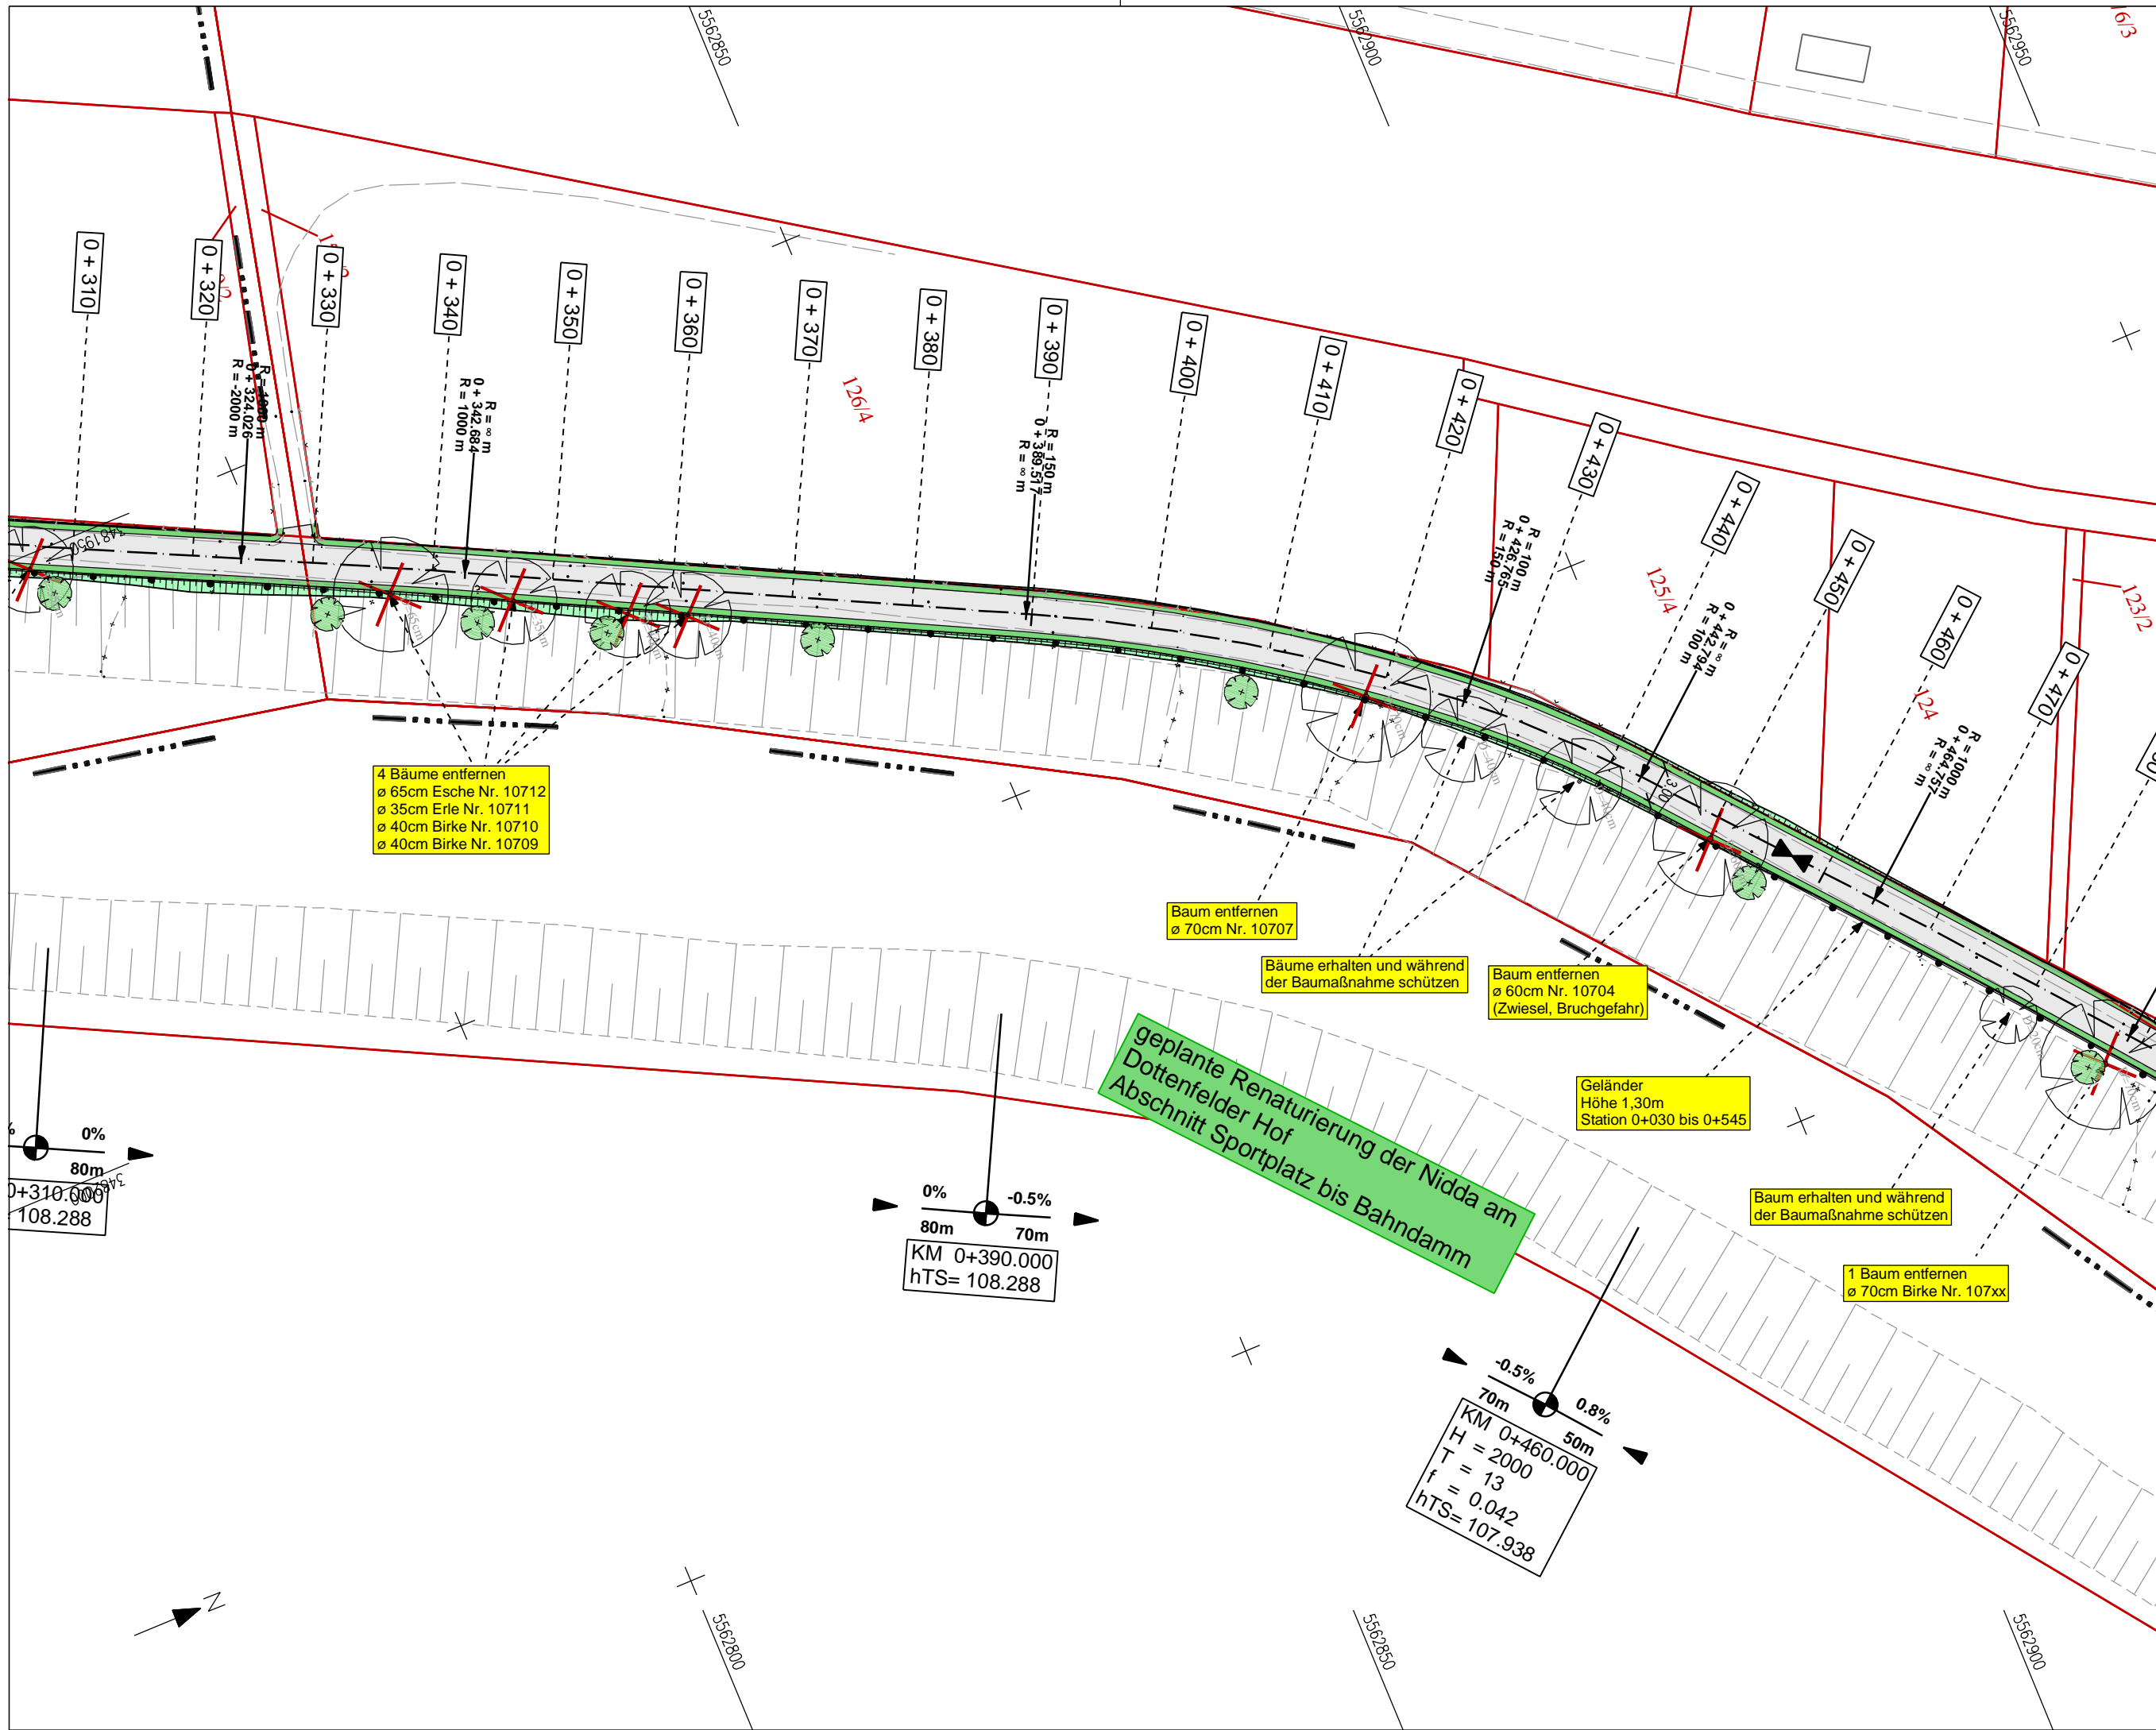 5562850
5562900
5562950
0 + 310
0 + 320
0 + 330
0 + 340
0 + 350
0 + 360
0 + 370
0 + 380
0 + 390
0 + 400
0 + 410
0 + 420
0 + 430
0 + 440
0 + 450
0 + 460
0 + 470
0 + 324.026
R = -2000 m
R = ∞ m
0 + 342.684
R = 1000 m
R = 150 m
0 + 389.517
R = ∞ m
R = 100 m
0 + 426.765
R = 150 m
R = ∞ m
0 + 442.794
R = 100 m
R = 1000 m
0 + 464.757
R = ∞ m
126/4
125/4
124
123/2
3481950
3,00
4 Bäume entfernen
ø 65cm Esche Nr. 10712
ø 35cm Erle Nr. 10711
ø 40cm Birke Nr. 10710
ø 40cm Birke Nr. 10709
Baum entfernen
ø 70cm Nr. 10707
Bäume erhalten und während
der Baumaßnahme schützen
Baum entfernen
ø 60cm Nr. 10704
(Zwiesel, Bruchgefahr)
Geländer
Höhe 1,30m
Station 0+030 bis 0+545
Baum erhalten und während
der Baumaßnahme schützen
1 Baum entfernen
ø 70cm Birke Nr. 107xx
geplante Renaturierung der Nidda am
Dottenfelder Hof
Abschnitt Sportplatz bis Bahndamm
0%
80m
0+310.000
108.288
0%
-0.5%
80m
70m
KM 0+390.000
hTS= 108.288
-0.5%
0.8%
70m
50m
KM 0+460.000
H = 2000
T = 13
f = 0.042
hTS= 107.938
N
5562800
5562850
5562900